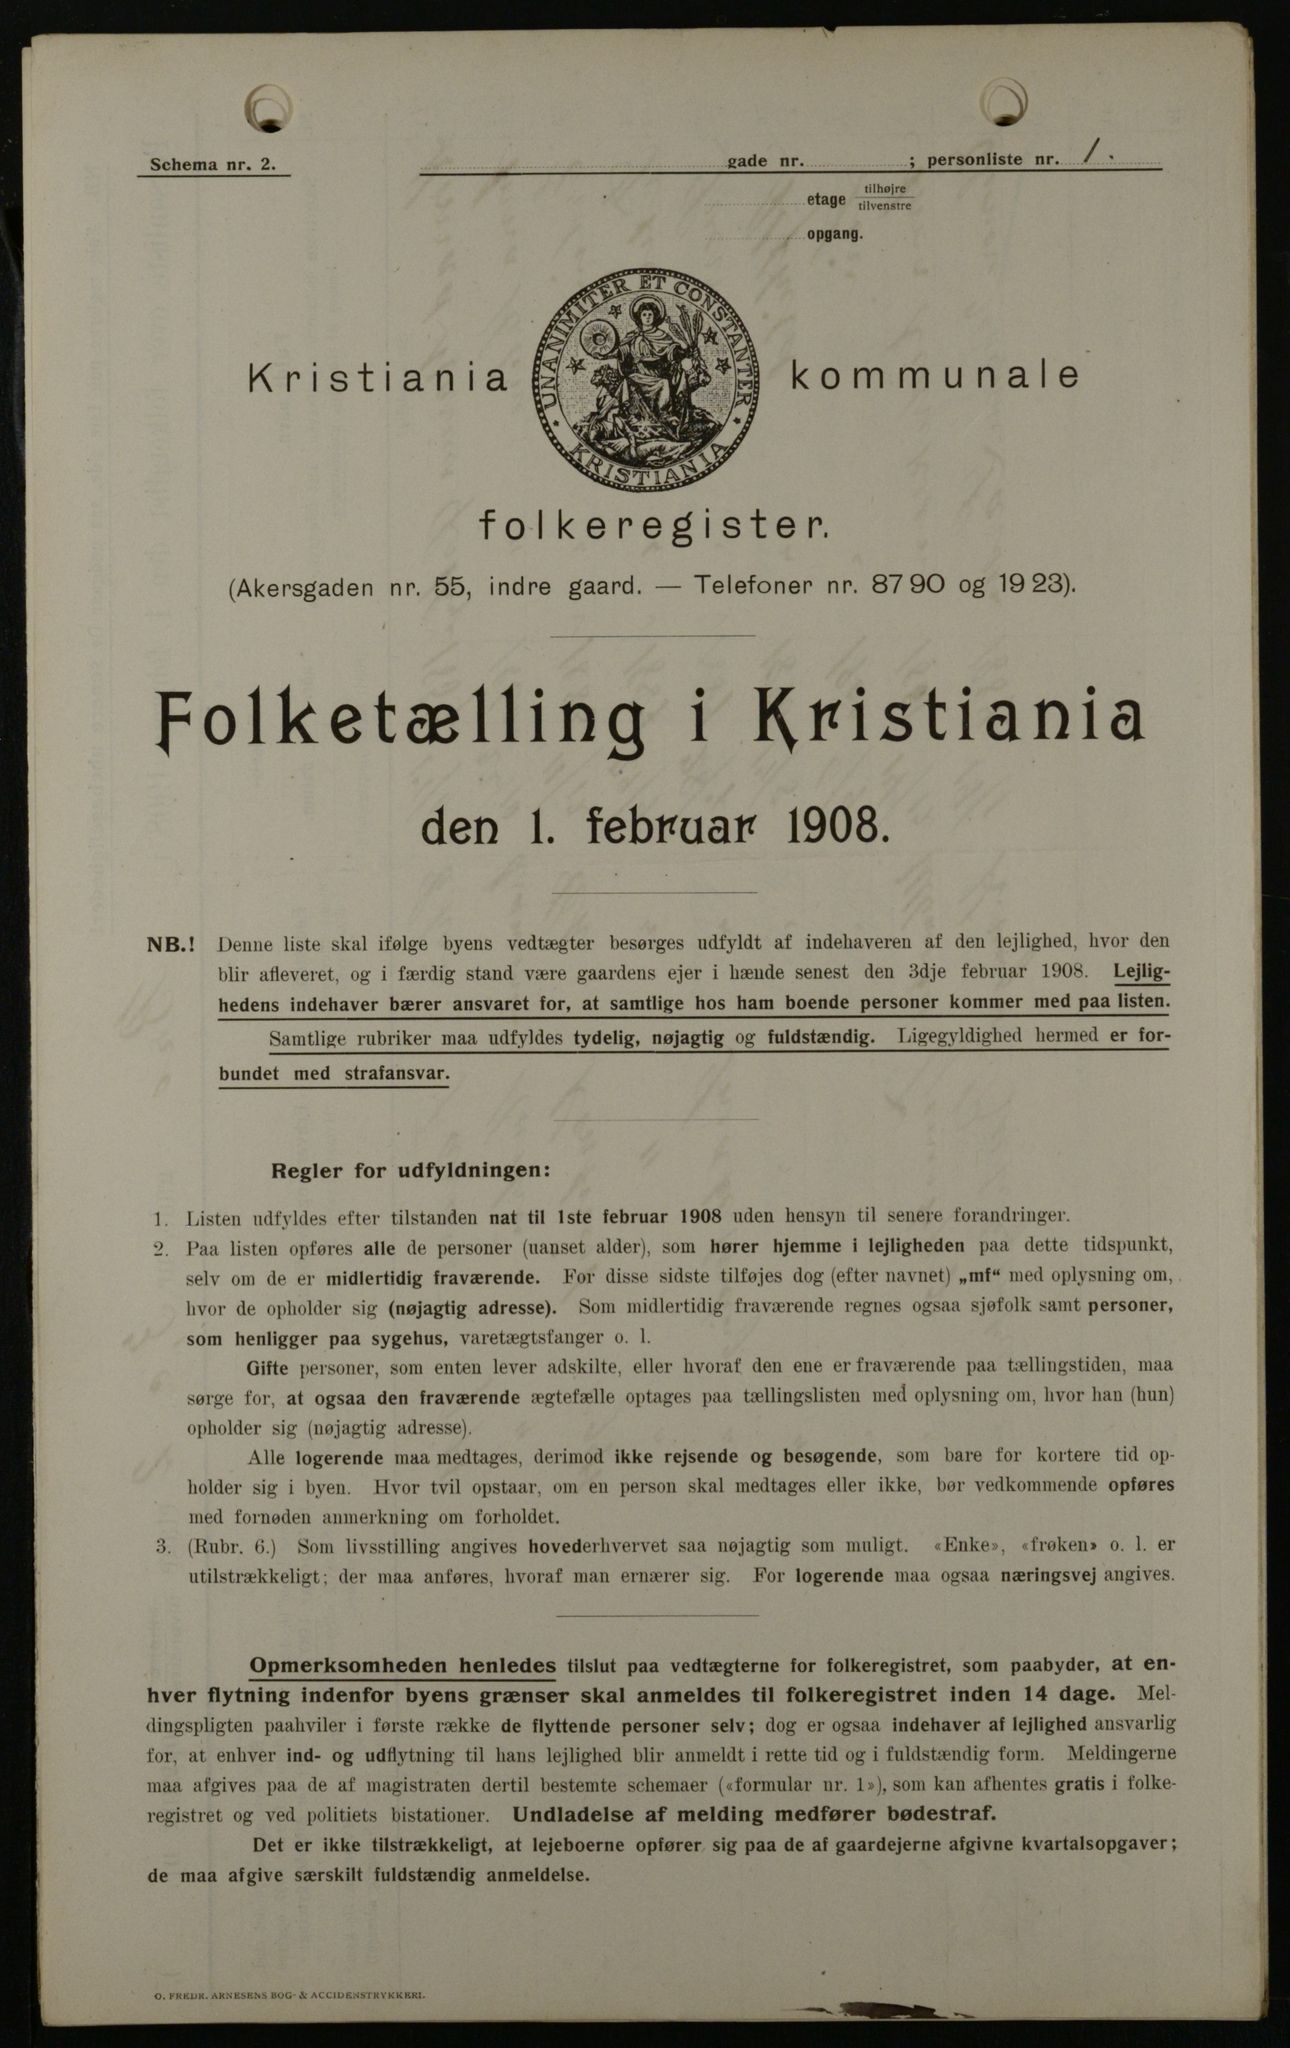 Schema nr. 2.
gade nr. ; personliste nr. 1.
etage tilhøjre
tilvenstre
opgang.
UNANIMITER ET CONSTANTER
KRISTIANIA
Kristiania kommunale
folkeregister.
(Akersgaden nr. 55, indre gaard. — Telefoner nr. 87 90 og 19 23).
Folketælling i Kristiania
den 1. februar 1908.
NB.! Denne liste skal ifølge byens vedtægter besørges udfyldt af indehaveren af den lejlighed, hvor den
blir afleveret, og i færdig stand være gaardens ejer i hænde senest den 3dje februar 1908. Lejlig-
hedens indehaver bærer ansvaret for, at samtlige hos ham boende personer kommer med paa listen.
Samtlige rubriker maa udfyldes tydelig, nøjagtig og fuldstændig. Ligegyldighed hermed er for-
bundet med strafansvar.
Regler for udfyldningen:
1. Listen udfyldes efter tilstanden nat til 1ste februar 1908 uden hensyn til senere forandringer.
2. Paa listen opføres alle de personer (uanset alder), som hører hjemme i lejligheden paa dette tidspunkt,
selv om de er midlertidig fraværende. For disse sidste tilføjes dog (efter navnet) „mf“ med oplysning om,
hvor de opholder sig (nøjagtig adresse). Som midlertidig fraværende regnes ogsaa sjøfolk samt personer,
som henligger paa sygehus, varetægtsfanger o. l.
Gifte personer, som enten lever adskilte, eller hvoraf den ene er fraværende paa tællingstiden, maa
sørge for, at ogsaa den fraværende ægtefælle optages paa tællingslisten med oplysning om, hvor han (hun)
opholder sig (nøjagtig adresse).
Alle logerende maa medtages, derimod ikke rejsende og besøgende, som bare for kortere tid op-
holder sig i byen. Hvor tvil opstaar, om en person skal medtages eller ikke, bør vedkommende opføres
med fornøden anmerkning om forholdet.
3. (Rubr. 6.) Som livsstilling angives hovederhvervet saa nøjagtig som muligt. «Enke», «frøken» o. l. er
utilstrækkeligt; der maa anføres, hvoraf man ernærer sig. For logerende maa ogsaa næringsvej angives.
Opmerksomheden henledes tilslut paa vedtægterne for folkeregistret, som paabyder, at en-
hver flytning indenfor byens grænser skal anmeldes til folkeregistret inden 14 dage. Mel-
dingspligten paahviler i første række de flyttende personer selv; dog er ogsaa indehaver af lejlighed ansvarlig
for, at enhver ind- og udflytning til hans lejlighed blir anmeldt i rette tid og i fuldstændig form. Meldingerne
maa afgives paa de af magistraten dertil bestemte schemaer («formular nr. 1»), som kan afhentes gratis i folke-
registret og ved politiets bistationer. Undladelse af melding medfører bødestraf.
Det er ikke tilstrækkeligt, at lejeboerne opfører sig paa de af gaardejerne afgivne kvartalsopgaver;
de maa afgive særskilt fuldstændig anmeldelse.
O. FREDR. ARNESENS BOG- & ACCIDENSTRYKKERI.